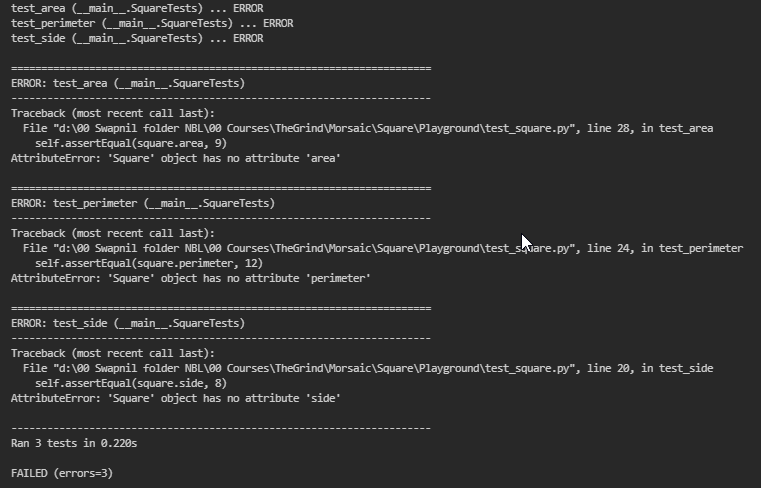 test_area (__main__.SquareTests) ... ERROR
test_perimeter (__main__.SquareTests) ... ERROR
test_side (__main__.SquareTests) ... ERROR
======================================================================
ERROR: test_area (__main__.SquareTests)
----------------------------------------------------------------------
Traceback (most recent call last):
  File "d:\00 Swapnil folder NBL\00 Courses\TheGrind\Morsaic\Square\Playground\test_square.py", line 28, in test_area
    self.assertEqual(square.area, 9)
AttributeError: 'Square' object has no attribute 'area'
======================================================================
ERROR: test_perimeter (__main__.SquareTests)
----------------------------------------------------------------------
Traceback (most recent call last):
  File "d:\00 Swapnil folder NBL\00 Courses\TheGrind\Morsaic\Square\Playground\test_square.py", line 24, in test_perimeter
    self.assertEqual(square.perimeter, 12)
AttributeError: 'Square' object has no attribute 'perimeter'
======================================================================
ERROR: test_side (__main__.SquareTests)
----------------------------------------------------------------------
Traceback (most recent call last):
  File "d:\00 Swapnil folder NBL\00 Courses\TheGrind\Morsaic\Square\Playground\test_square.py", line 20, in test_side
    self.assertEqual(square.side, 8)
AttributeError: 'Square' object has no attribute 'side'
----------------------------------------------------------------------
Ran 3 tests in 0.220s
FAILED (errors=3)